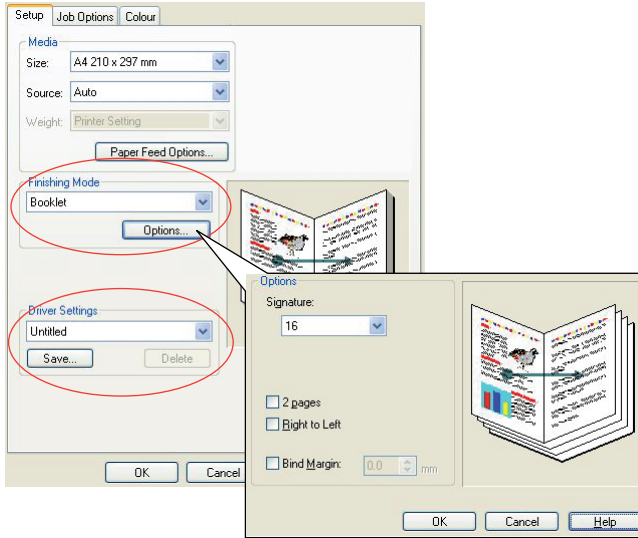 Setup Job Options Colour
Media
Size: A4 210 x 297 mm
Source: Auto
Weight: Printer Setting
Paper Feed Options...
Finishing Mode
Booklet
Options...
Driver Settings
Untitled
Save... Delete
OK Cancel
Options
Signature:
16
2 pages
Right to Left
Bind Margin: 0.0 mm
OK Cancel Help